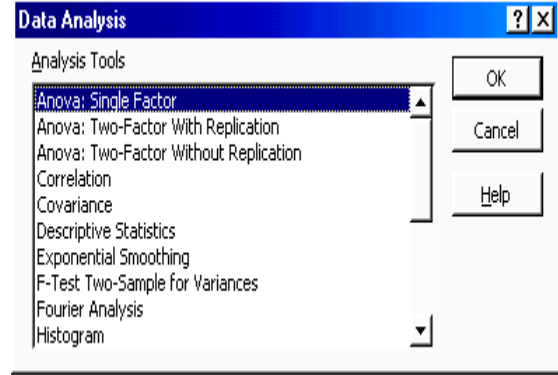 Data Analysis
Analysis Tools
Anova: Single Factor
Anova: Two-Factor With Replication
Anova: Two-Factor Without Replication
Correlation
Covariance
Descriptive Statistics
Exponential Smoothing
F-Test Two-Sample for Variances
Fourier Analysis
Histogram
OK
Cancel
Help